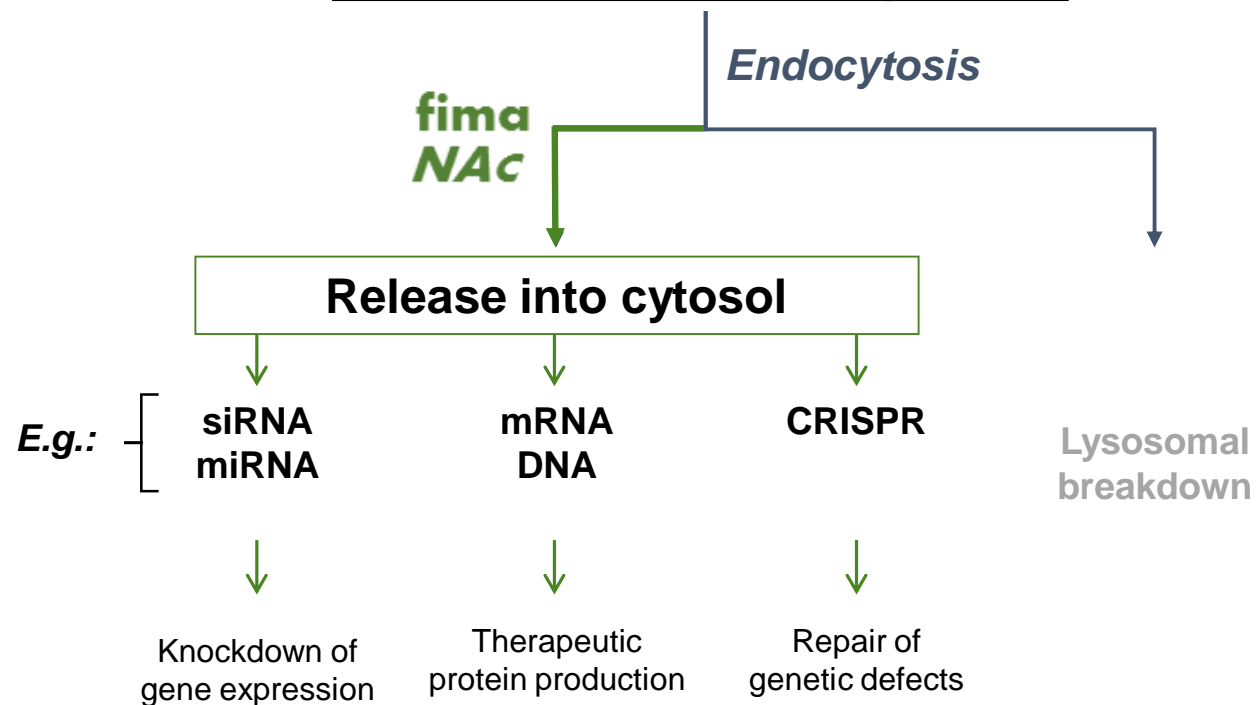 Endocytosis
fima
NAc
Release into cytosol
E.g.:
siRNA
miRNA
mRNA
DNA
CRISPR
Lysosomal
breakdown
Knockdown of
gene expression
Therapeutic
protein production
Repair of
genetic defects